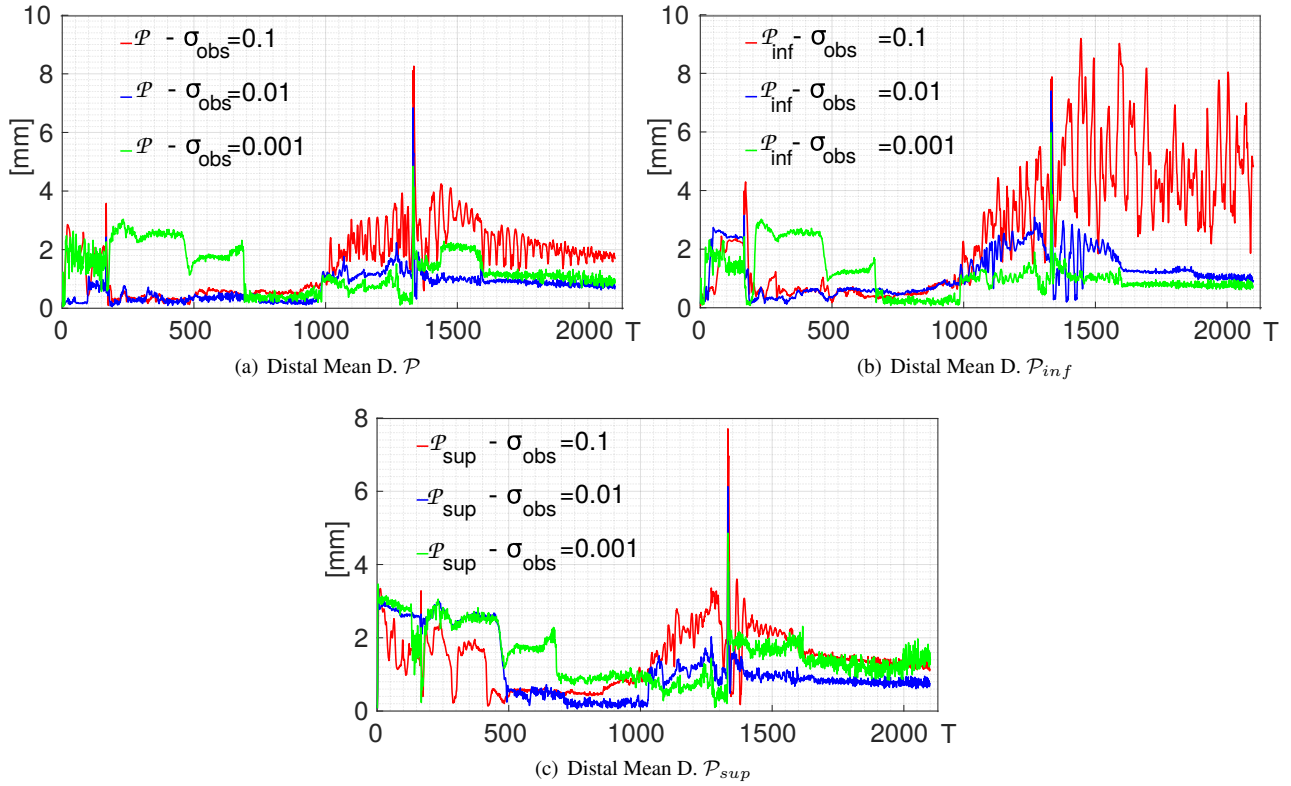 10
8
6
4
2
0
[mm]
𝒫 - σobs=0.1
𝒫 - σobs=0.01
𝒫 - σobs=0.001
0 500 1000 1500 2000 T
(a) Distal Mean D. 𝒫
10
8
6
4
2
0
[mm]
𝒫inf - σobs =0.1
𝒫inf - σobs =0.01
𝒫inf - σobs =0.001
0 500 1000 1500 2000 T
(b) Distal Mean D. 𝒫inf
8
6
4
2
0
[mm]
𝒫sup - σobs=0.1
𝒫sup - σobs=0.01
𝒫sup - σobs=0.001
0 500 1000 1500 2000 T
(c) Distal Mean D. 𝒫sup